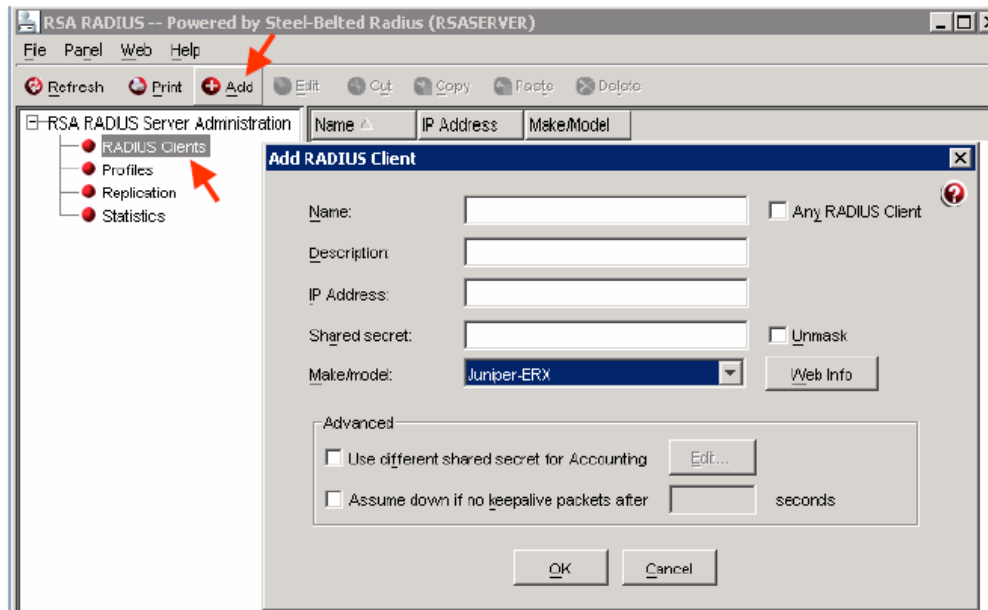 RSA RADIUS -- Powered by Steel-Belted Radius (RSASERVER)
File Panel Web Help
Refresh Print Add Edit Cut Copy Paste Delete
RSA RADIUS Server Administration
Name IP Address Make/Model
RADIUS Clients
Profiles
Replication
Statistics
Add RADIUS Client
Name: Any RADIUS Client
Description
IP Address:
Shared secret: Unmask
Make/model: Juniper-ERX Web Info
Advanced
Use different shared secret for Accounting Edit...
Assume down if no keepalive packets after seconds
OK Cancel